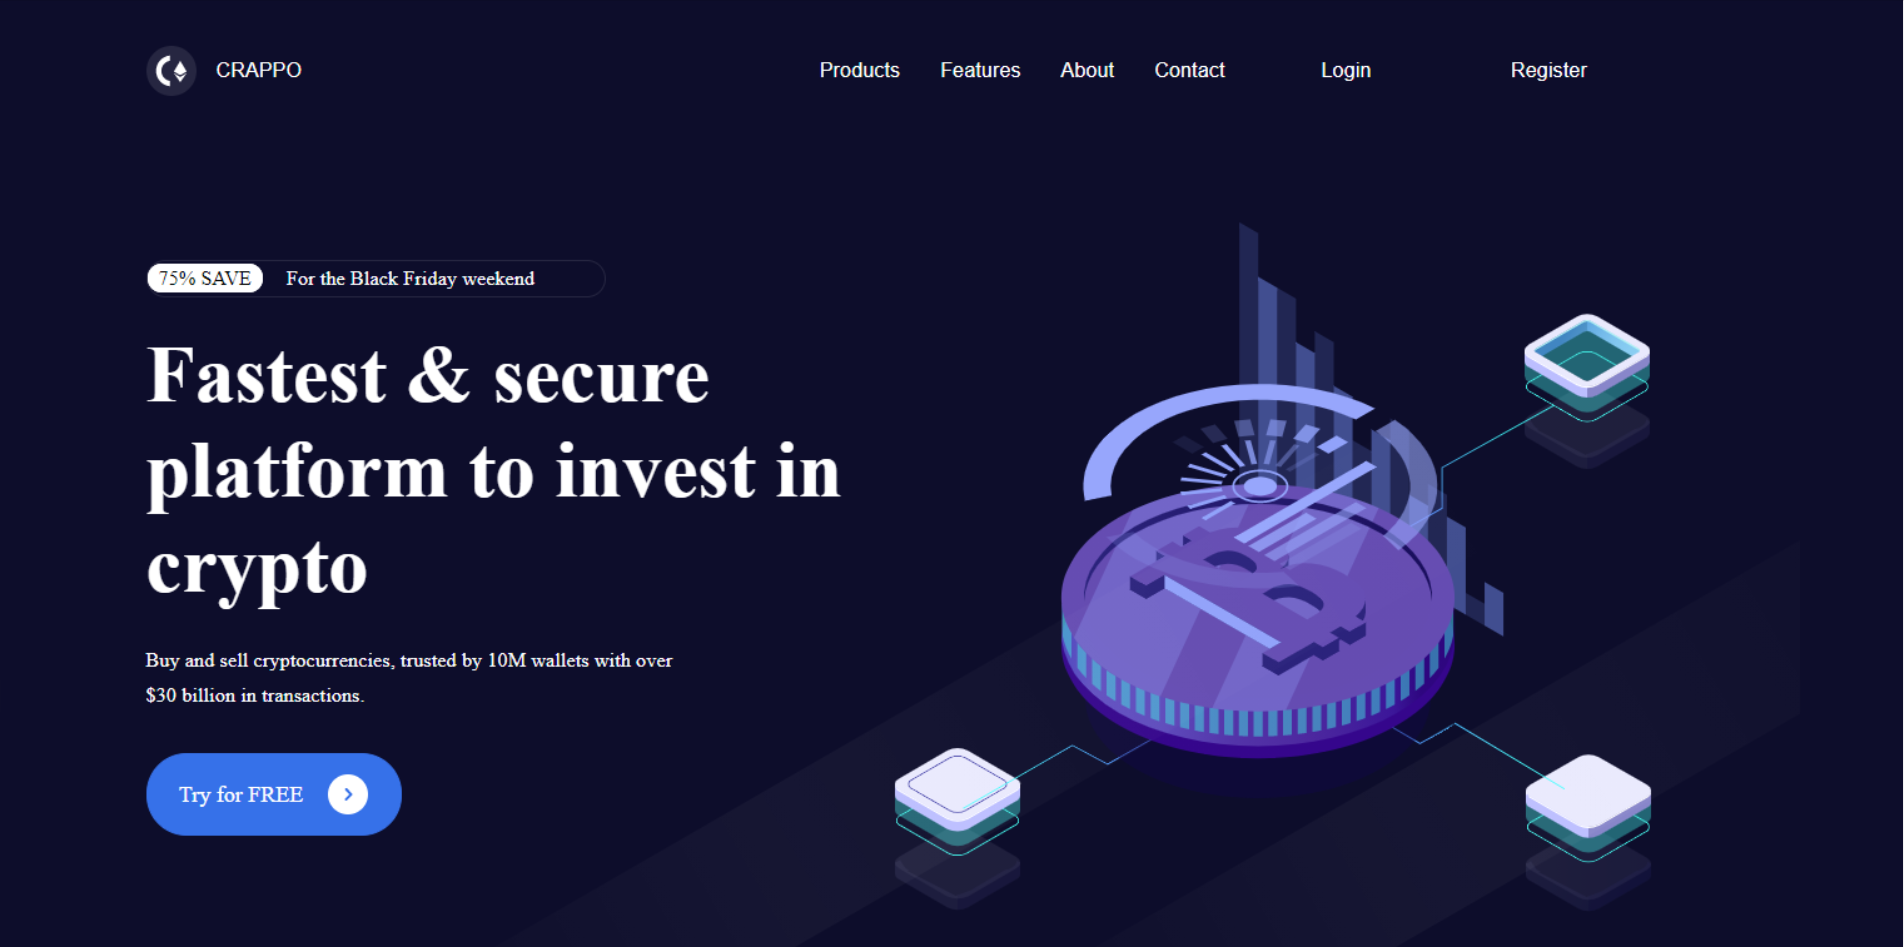 CRAPPO
Products Features About Contact Login Register
75% SAVE For the Black Friday weekend
Fastest & secure
platform to invest in
crypto
Buy and sell cryptocurrencies, trusted by 10M wallets with over
$30 billion in transactions.
Try for FREE